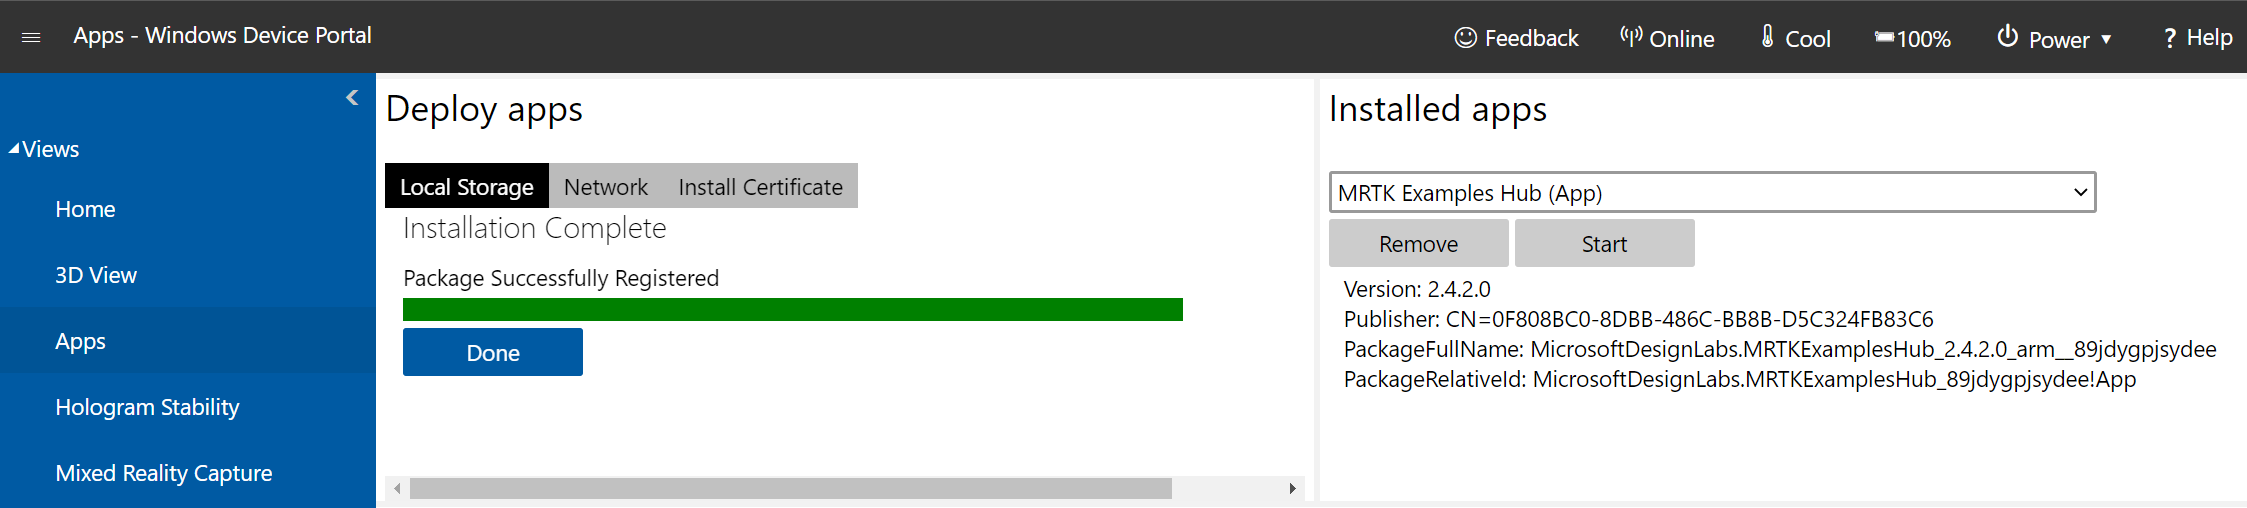 Apps - Windows Device Portal
Feedback
Online
Cool
100%
Power
? Help
Views
Home
3D View
Apps
Hologram Stability
Mixed Reality Capture
Deploy apps
Local Storage
Network
Install Certificate
Installation Complete
Package Successfully Registered
Done
Installed apps
MRTK Examples Hub (App)
Remove
Start
Version: 2.4.2.0
Publisher: CN=0F808BC0-8DBB-486C-BB8B-D5C324FB83C6
PackageFullName: MicrosoftDesignLabs.MRTKExamplesHub_2.4.2.0_arm__89jdygpjsydee
PackageRelativeId: MicrosoftDesignLabs.MRTKExamplesHub_89jdygpjsydee!App